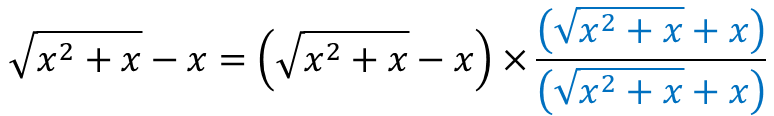 √(x² + x) − x = (√(x² + x) − x) × (√(x² + x) + x) / (√(x² + x) + x)